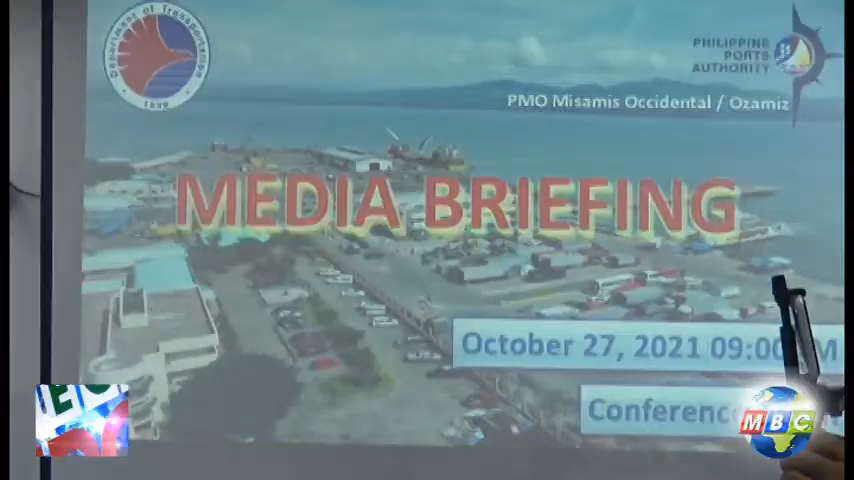 Department of Transportation
1899
PHILIPPINE
PORTS
AUTHORITY
PMO MISAMIS OCCIDENTAL / OZAMIZ
MEDIA BRIEFING
October 27, 2021 09:00 M
Conference
MBC